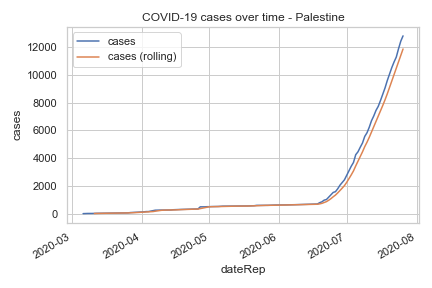 COVID-19 cases over time - Palestine
cases
cases (rolling)
12000
10000
8000
6000
4000
2000
0
cases
2020-03
2020-04
2020-05
2020-06
2020-07
2020-08
dateRep